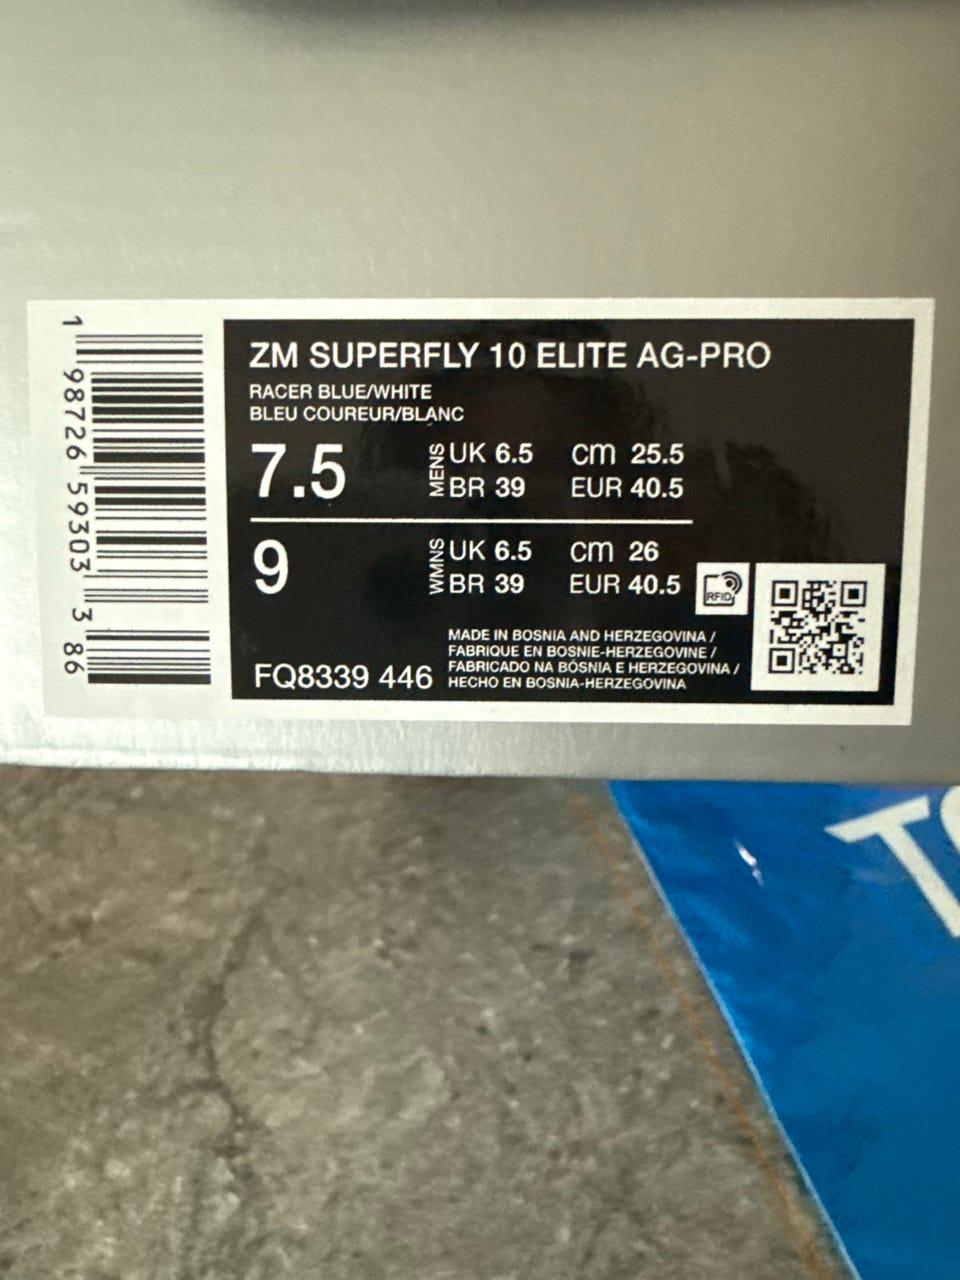 ZM SUPERFLY 10 ELITE AG-PRO
RACER BLUE/WHITE
BLEU COUREUR/BLANC
7.5 MENS UK 6.5 cm 25.5
BR 39 EUR 40.5
9 WMNS UK 6.5 cm 26
BR 39 EUR 40.5
RFID
FQ8339 446
MADE IN BOSNIA AND HERZEGOVINA /
FABRIQUE EN BOSNIE-HERZEGOVINE /
FABRICADO NA BÓSNIA E HERZEGOVINA /
HECHO EN BOSNIA-HERZEGOVINA
1 98726 59303 3 86